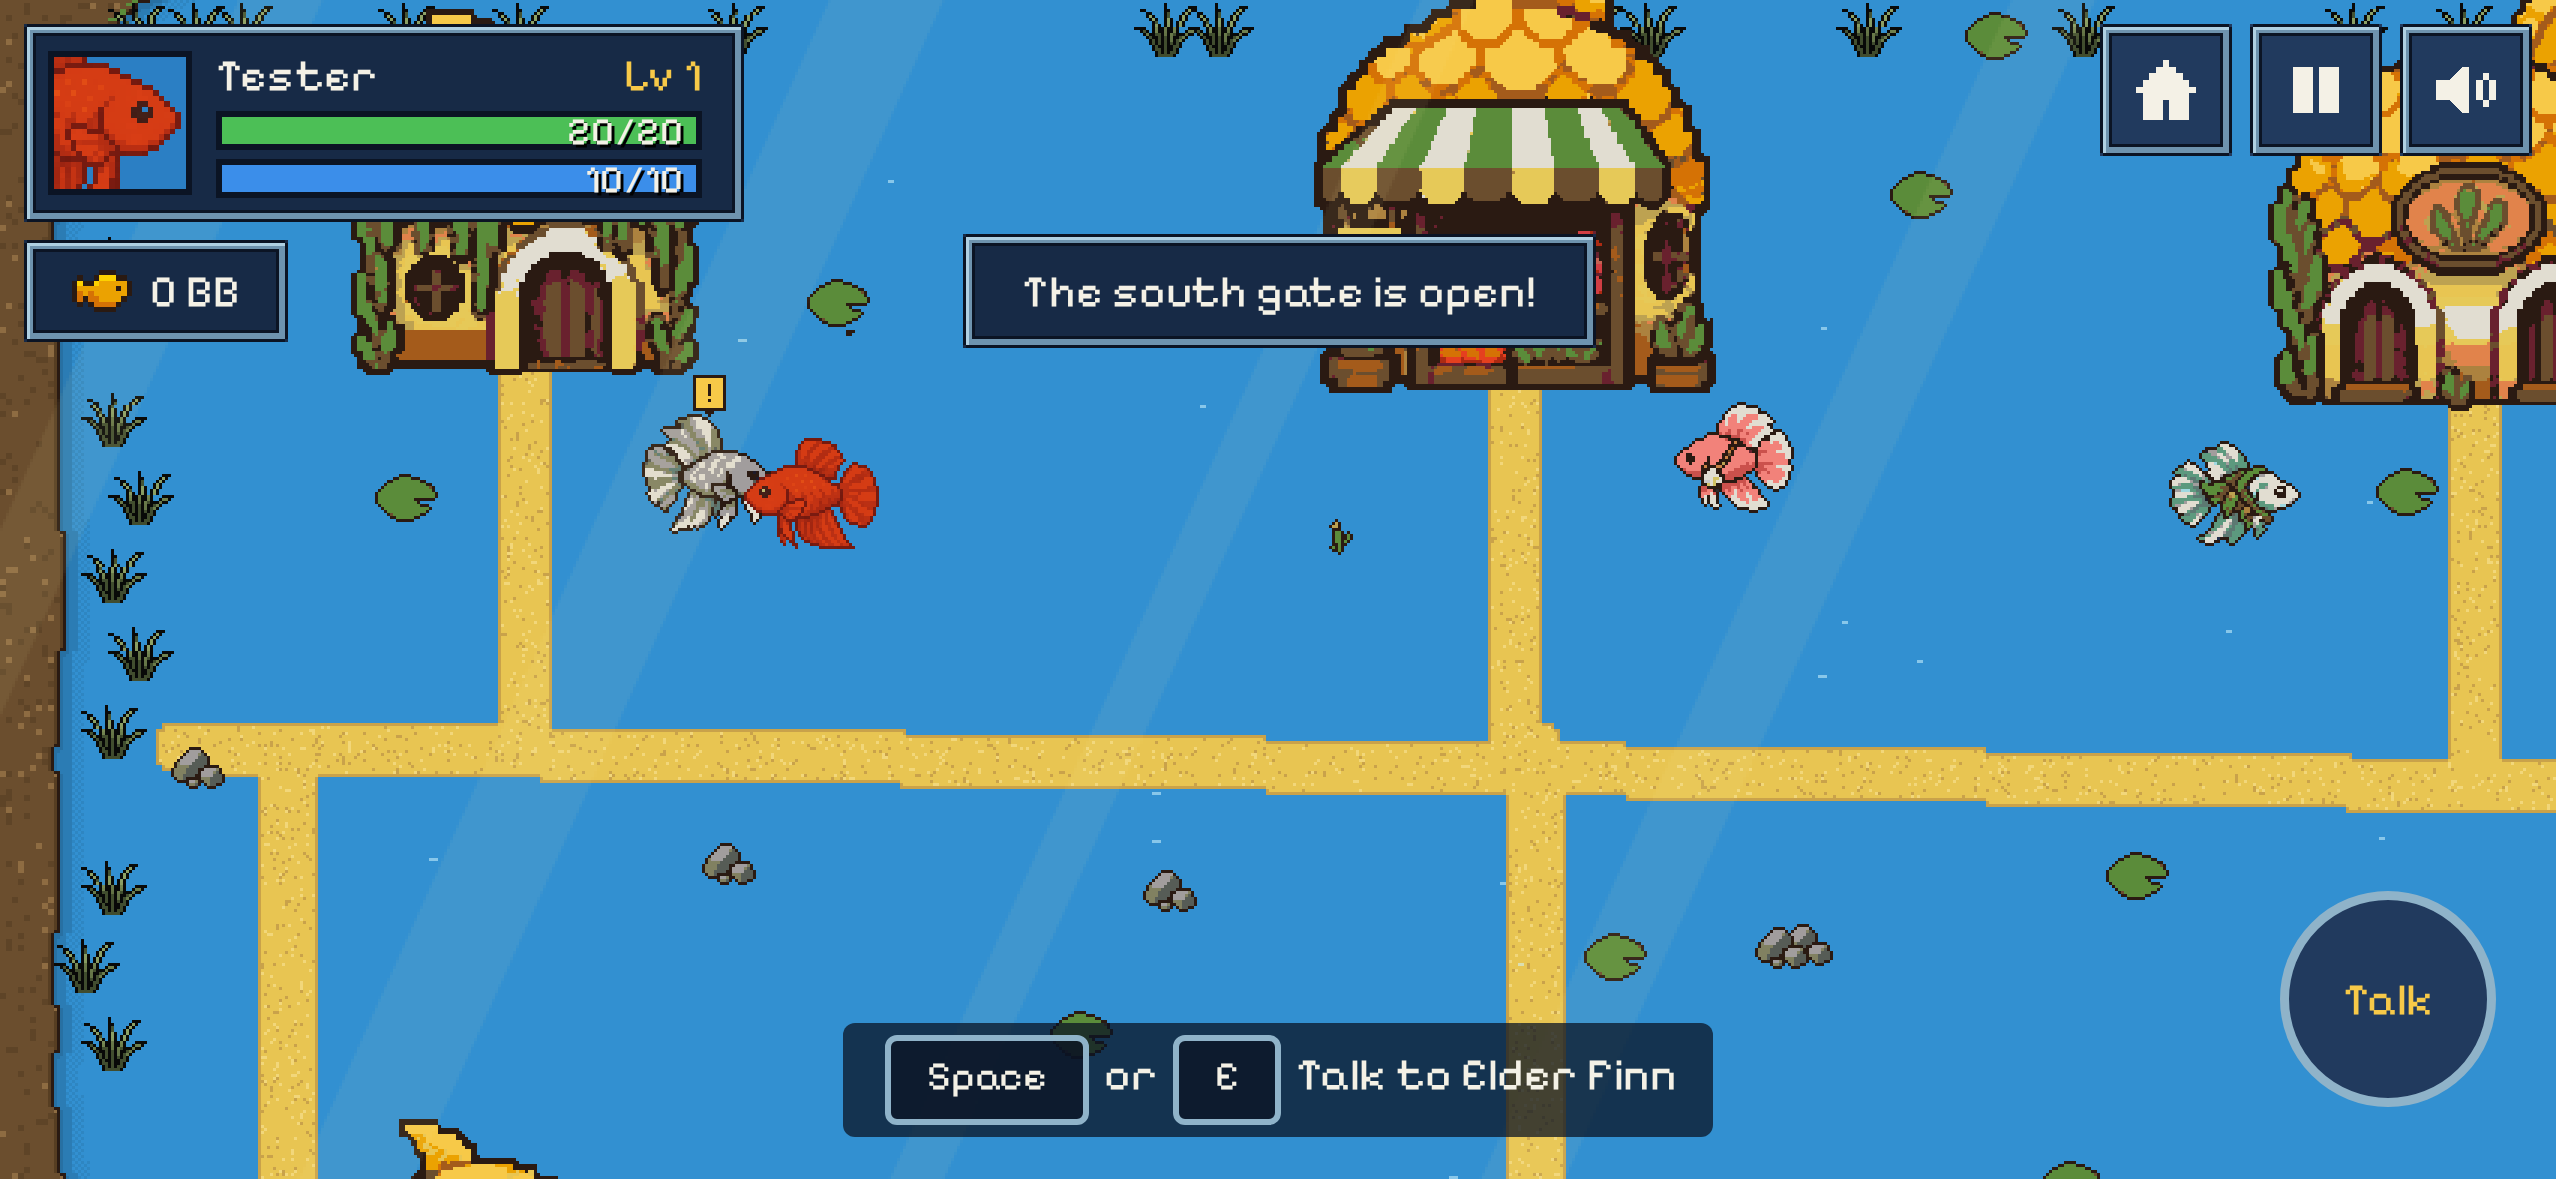 Tester Lv 1
20/20
10/10
0 BB
The south gate is open!
!
Talk
Space or E Talk to Elder Finn